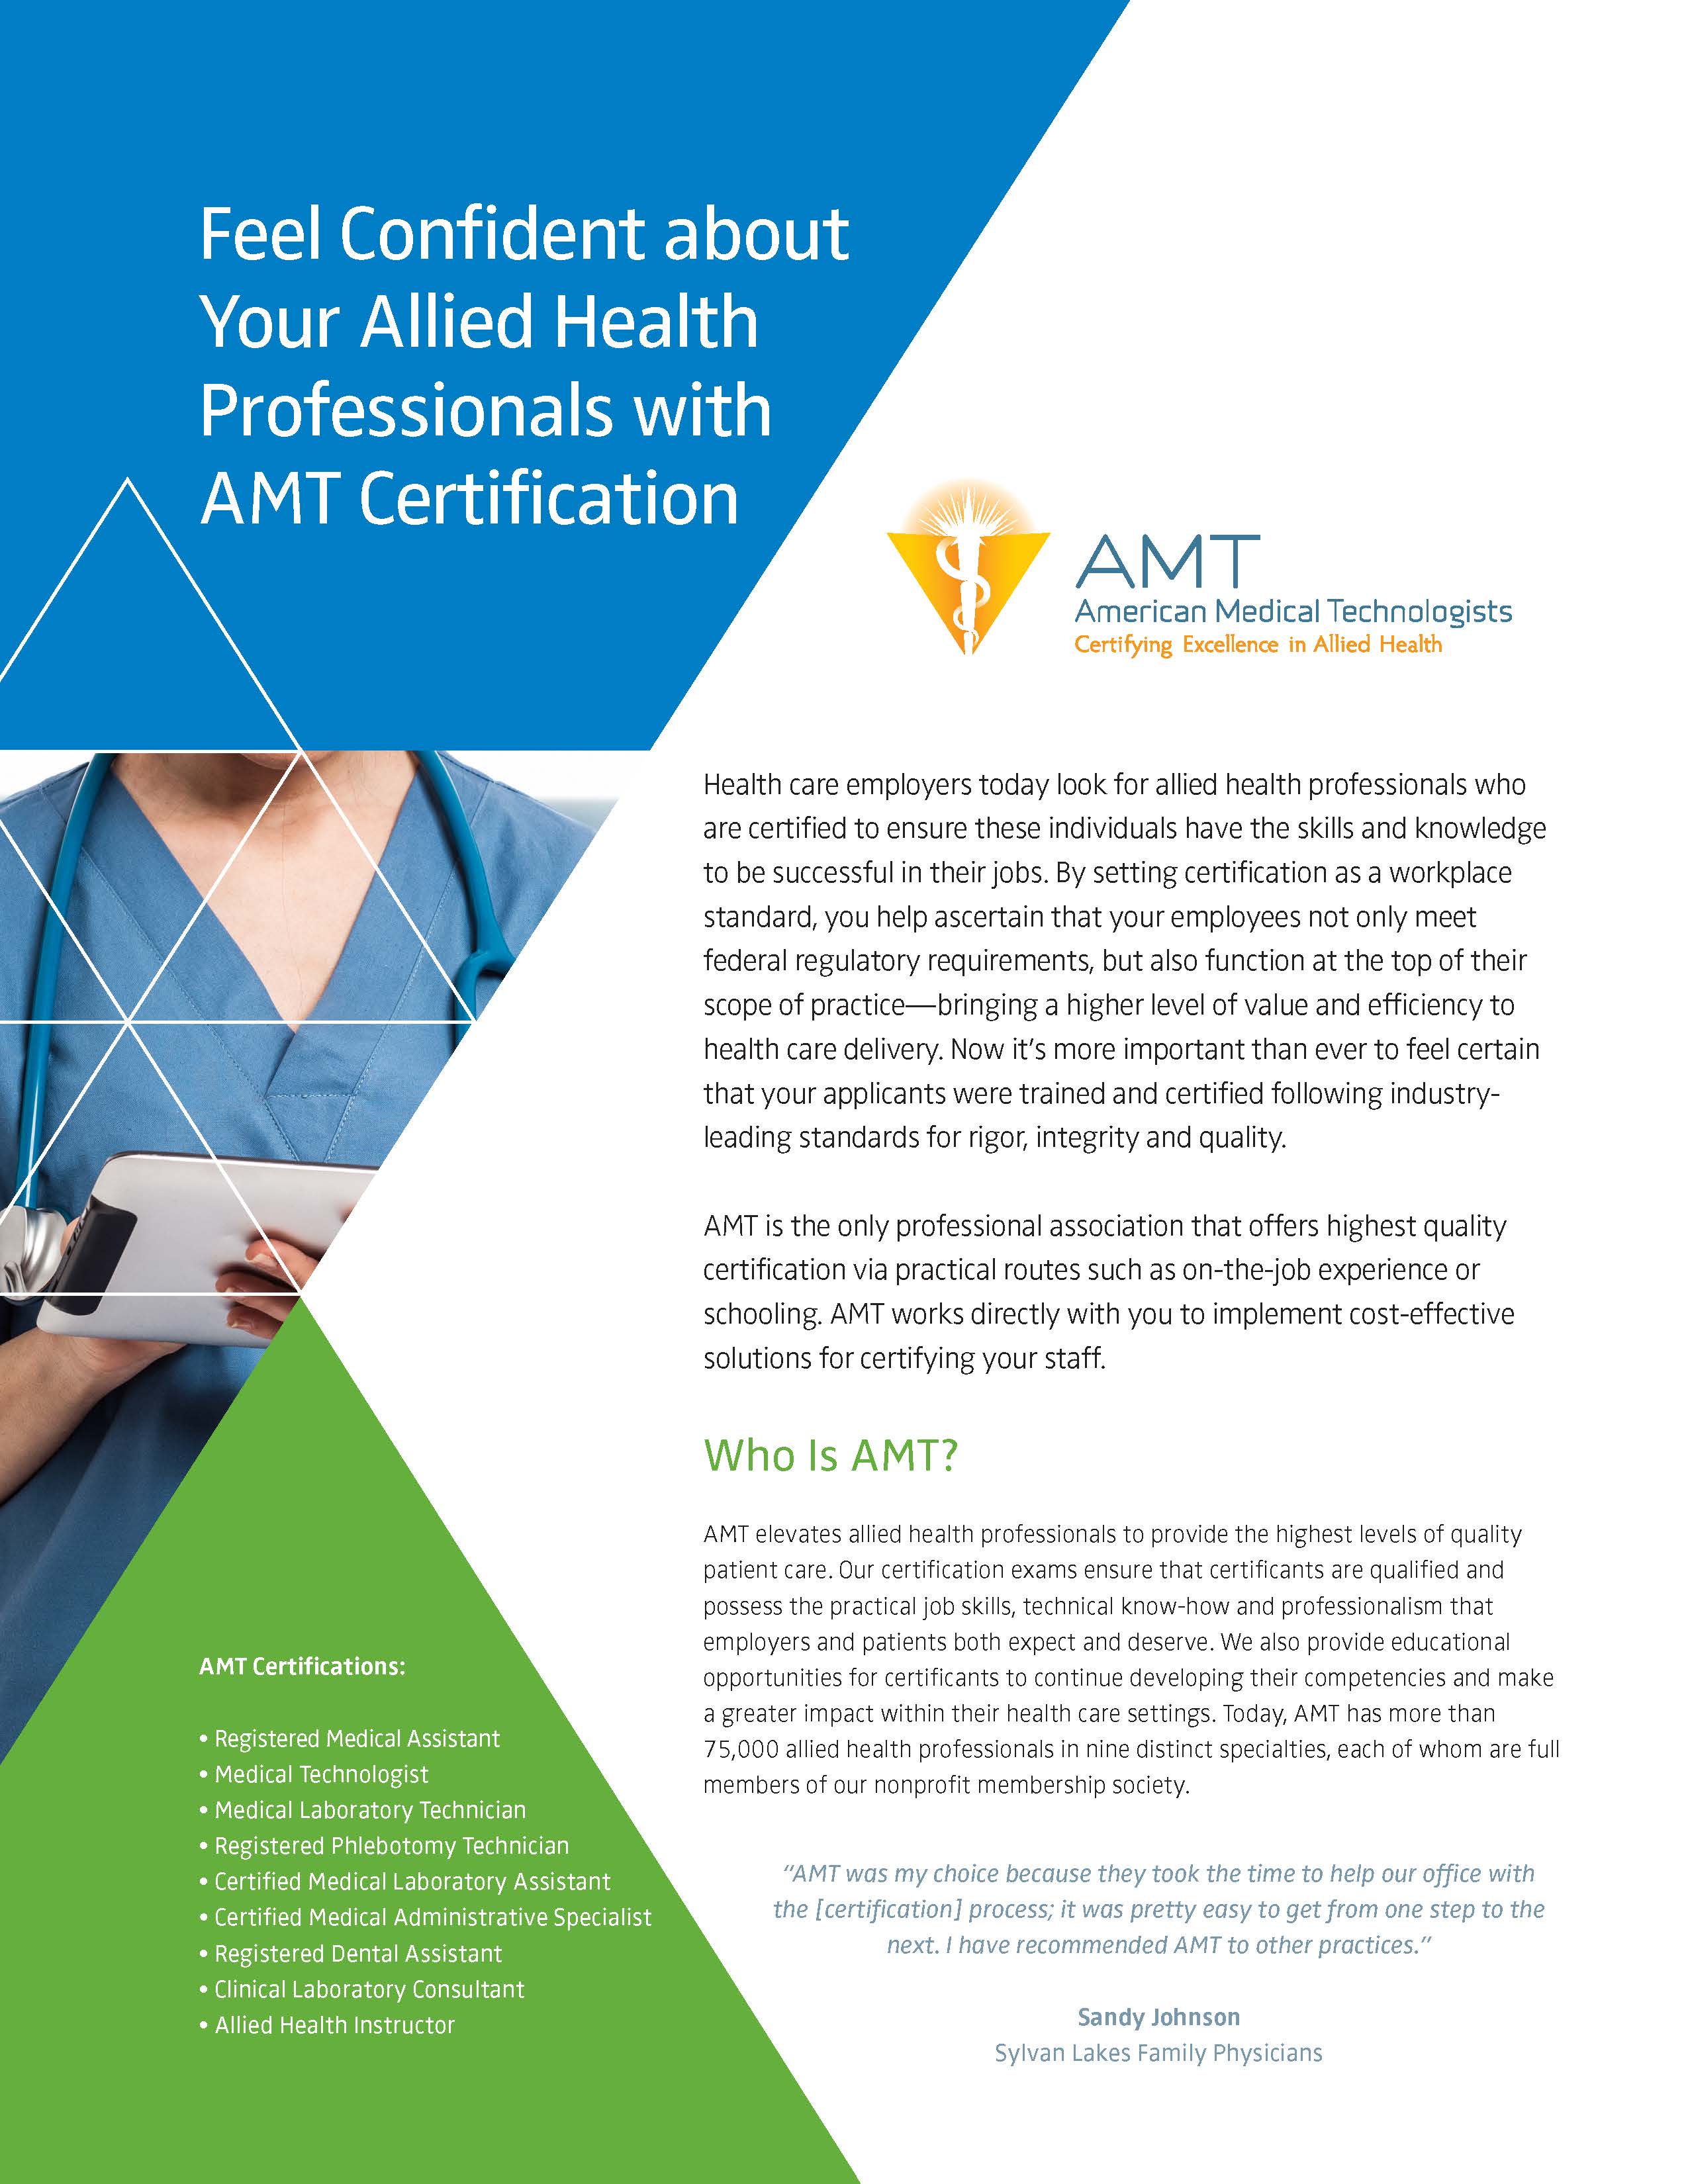 Feel Confident about
Your Allied Health
Professionals with
AMT Certification
AMT
American Medical Technologists
Certifying Excellence in Allied Health
Health care employers today look for allied health professionals who
are certified to ensure these individuals have the skills and knowledge
to be successful in their jobs. By setting certification as a workplace
standard, you help ascertain that your employees not only meet
federal regulatory requirements, but also function at the top of their
scope of practice—bringing a higher level of value and efficiency to
health care delivery. Now it’s more important than ever to feel certain
that your applicants were trained and certified following industry-
leading standards for rigor, integrity and quality.
AMT is the only professional association that offers highest quality
certification via practical routes such as on-the-job experience or
schooling. AMT works directly with you to implement cost-effective
solutions for certifying your staff.
Who Is AMT?
AMT elevates allied health professionals to provide the highest levels of quality
patient care. Our certification exams ensure that certificants are qualified and
possess the practical job skills, technical know-how and professionalism that
employers and patients both expect and deserve. We also provide educational
opportunities for certificants to continue developing their competencies and make
a greater impact within their health care settings. Today, AMT has more than
75,000 allied health professionals in nine distinct specialties, each of whom are full
members of our nonprofit membership society.
“AMT was my choice because they took the time to help our office with
the [certification] process; it was pretty easy to get from one step to the
next. I have recommended AMT to other practices.”
Sandy Johnson
Sylvan Lakes Family Physicians
AMT Certifications:
• Registered Medical Assistant
• Medical Technologist
• Medical Laboratory Technician
• Registered Phlebotomy Technician
• Certified Medical Laboratory Assistant
• Certified Medical Administrative Specialist
• Registered Dental Assistant
• Clinical Laboratory Consultant
• Allied Health Instructor